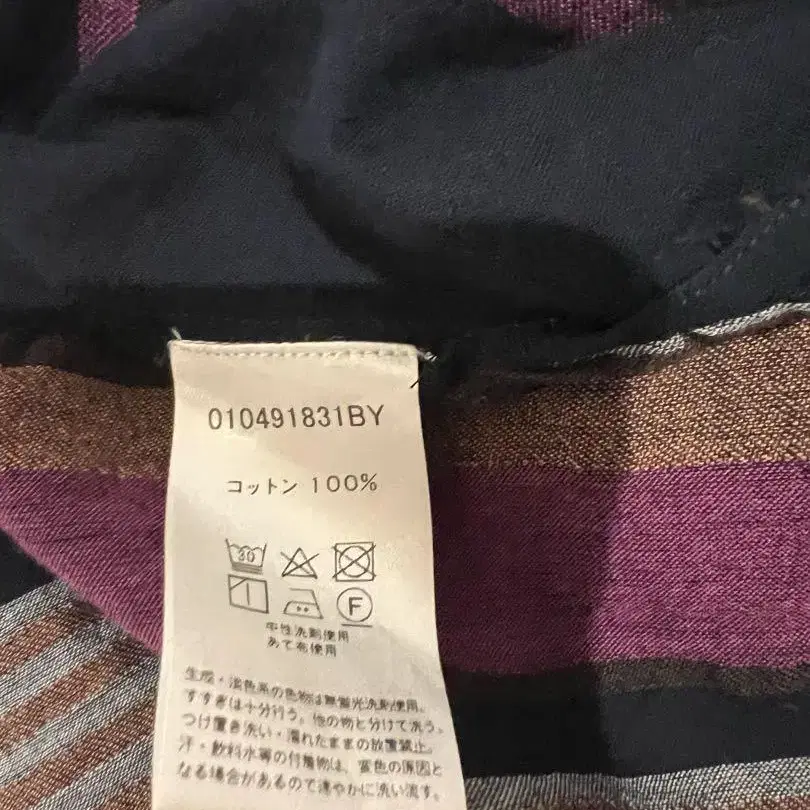 010491831BY
コットン 100%
30
F
中性洗剤使用
あて布使用
生成・淡色系の色物は無蛍光洗剤使用。
すすぎは十分行う。他の物と分けて洗う。
つけ置き洗い・濡れたままの放置禁止。
汗・飲料水等の付着物は、変色の原因と
なる場合があるので速やかに洗い流す。